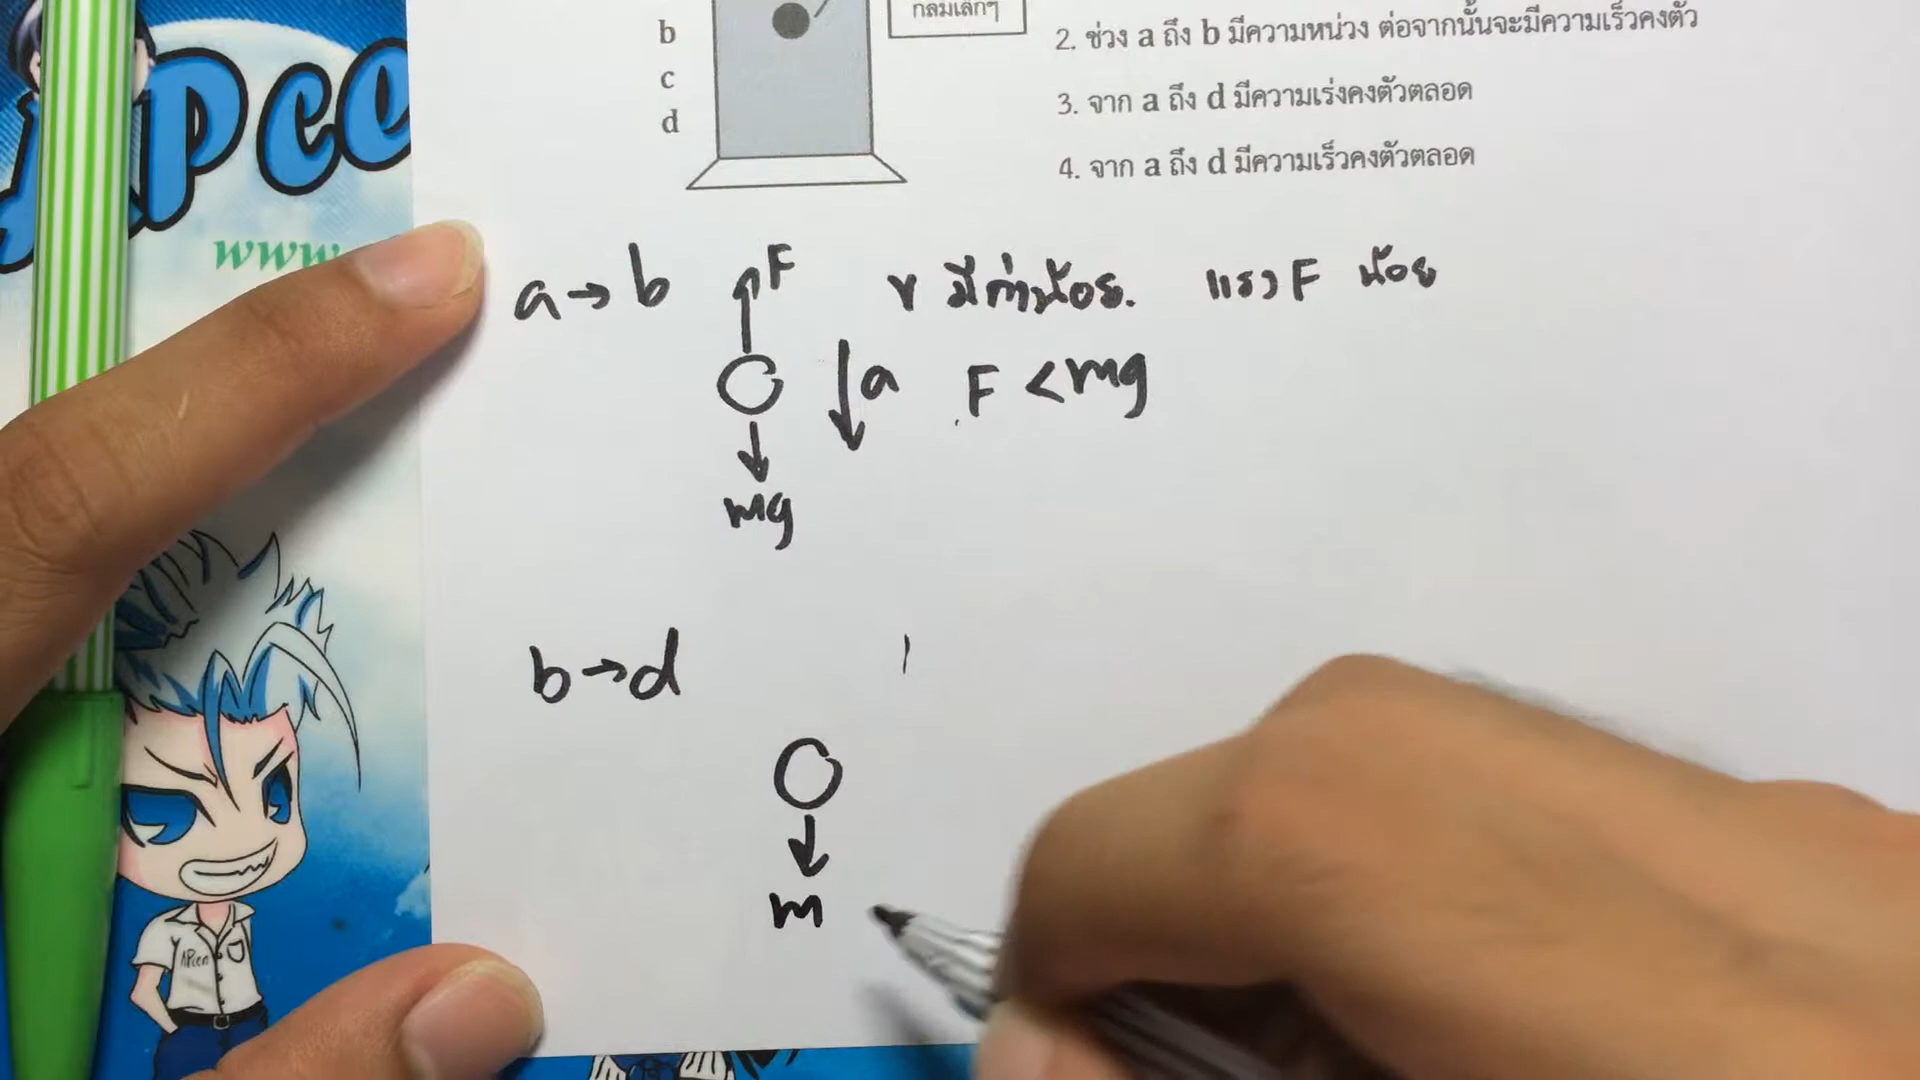 b
กลมเล็กๆ
2. ช่วง a ถึง b มีความหน่วง ต่อจากนั้นจะมีความเร็วคงตัว
c
3. จาก a ถึง d มีความเร่งคงตัวตลอด
d
4. จาก a ถึง d มีความเร็วคงตัวตลอด
APcc
www.
a → b F v มีค่าน้อย. แรง F น้อย
a F < mg
mg
b → d
m
APcen